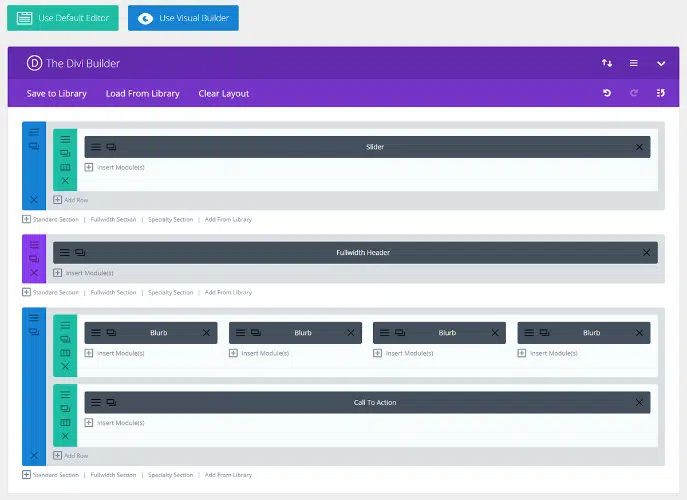 Use Default Editor Use Visual Builder
D The Divi Builder
Save to Library Load From Library Clear Layout
Slider
Insert Module(s)
Add Row
Standard Section | Fullwidth Section | Specialty Section | Add From Library
Fullwidth Header
Insert Module(s)
Standard Section | Fullwidth Section | Specialty Section | Add From Library
Blurb Blurb Blurb Blurb
Insert Module(s) Insert Module(s) Insert Module(s) Insert Module(s)
Call To Action
Insert Module(s)
Add Row
Standard Section | Fullwidth Section | Specialty Section | Add From Library